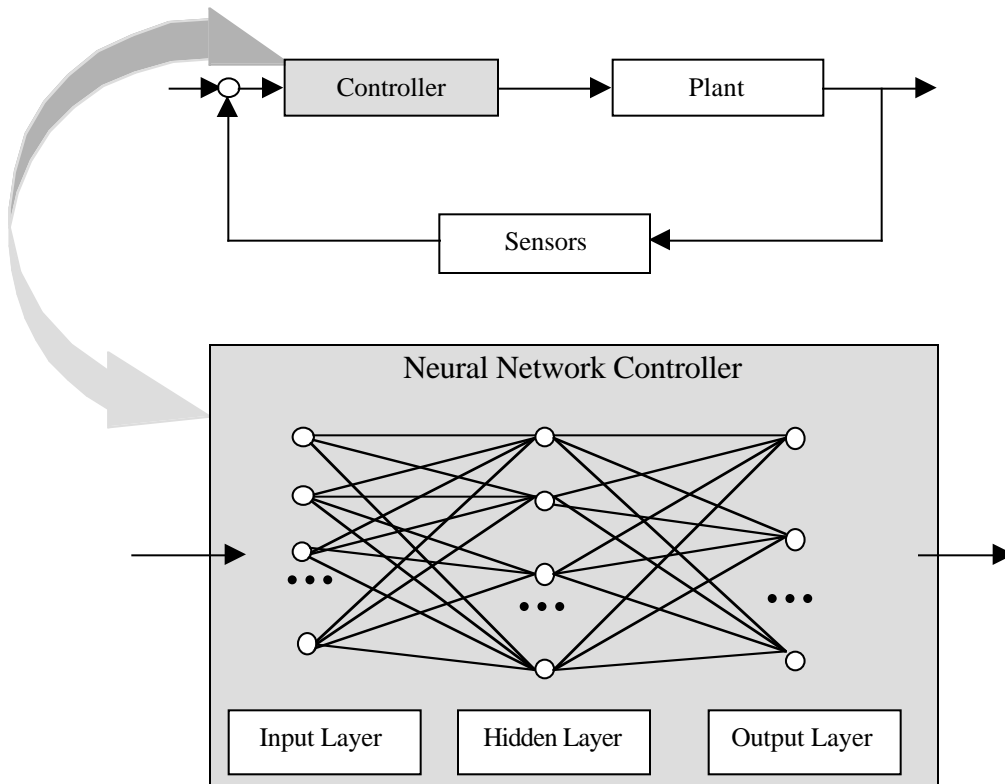 Controller
Plant
Sensors
Neural Network Controller
Input Layer
Hidden Layer
Output Layer